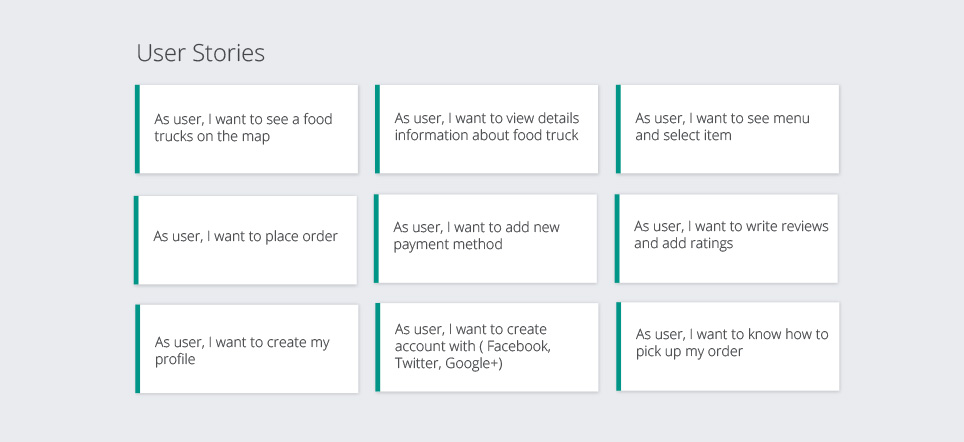 User Stories
As user, I want to see a food
trucks on the map
As user, I want to view details
information about food truck
As user, I want to see menu
and select item
As user, I want to place order
As user, I want to add new
payment method
As user, I want to write reviews
and add ratings
As user, I want to create my
profile
As user, I want to create
account with ( Facebook,
Twitter, Google+)
As user, I want to know how to
pick up my order